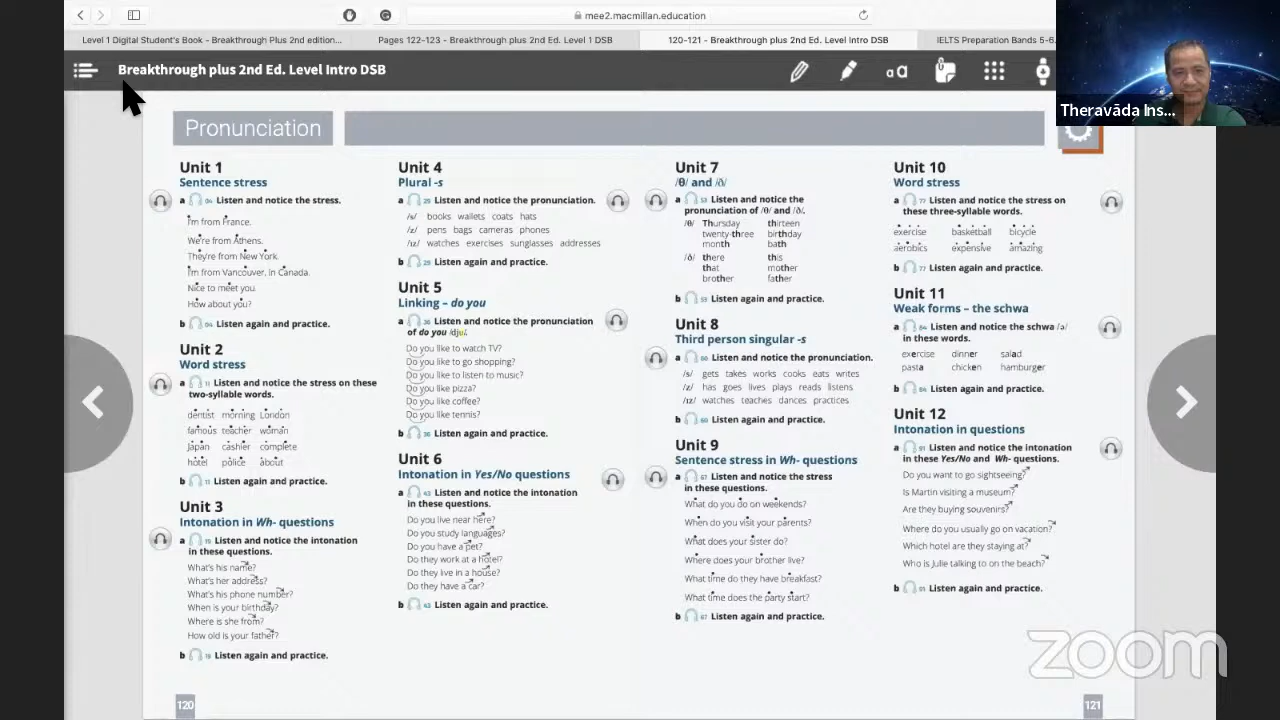 mee2.macmillan.education
Level 1 Digital Student's Book - Breakthrough Plus 2nd edition...
Pages 122-123 - Breakthrough plus 2nd Ed. Level 1 DSB
120-121 - Breakthrough plus 2nd Ed. Level Intro DSB
IELTS Preparation Bands 5-6.
Breakthrough plus 2nd Ed. Level Intro DSB
a a
Theravāda Ins...
Pronunciation
Unit 1
Sentence stress
a 04 Listen and notice the stress.
I'm from France.
We're from Athens.
They're from New York.
I'm from Vancouver, in Canada.
Nice to meet you.
How about you?
b 04 Listen again and practice.
Unit 2
Word stress
a 11 Listen and notice the stress on these
two-syllable words.
dentist morning London
famous teacher woman
Japan cashier complete
hotel police about
b 11 Listen again and practice.
Unit 3
Intonation in Wh- questions
a 19 Listen and notice the intonation
in these questions.
What's his name?
What's her address?
What's his phone number?
When is your birthday?
Where is she from?
How old is your father?
b 19 Listen again and practice.
120
Unit 4
Plural -s
a 29 Listen and notice the pronunciation.
/s/ books wallets coats hats
/z/ pens bags cameras phones
/ɪz/ watches exercises sunglasses addresses
b 29 Listen again and practice.
Unit 5
Linking – do you
a 36 Listen and notice the pronunciation
of do you /dju/.
Do you like to watch TV?
Do you like to go shopping?
Do you like to listen to music?
Do you like pizza?
Do you like coffee?
Do you like tennis?
b 36 Listen again and practice.
Unit 6
Intonation in Yes/No questions
a 43 Listen and notice the intonation
in these questions.
Do you live near here?
Do you study languages?
Do you have a pet?
Do they work at a hotel?
Do they live in a house?
Do they have a car?
b 43 Listen again and practice.
Unit 7
/θ/ and /ð/
a 53 Listen and notice the
pronunciation of /θ/ and /ð/.
/θ/ Thursday thirteen
twenty-three birthday
month bath
/ð/ there this
that mother
brother father
b 53 Listen again and practice.
Unit 8
Third person singular -s
a 60 Listen and notice the pronunciation.
/s/ gets takes works cooks eats writes
/z/ has goes lives plays reads listens
/ɪz/ watches teaches dances practices
b 60 Listen again and practice.
Unit 9
Sentence stress in Wh- questions
a 67 Listen and notice the stress
in these questions.
What do you do on weekends?
When do you visit your parents?
What does your sister do?
Where does your brother live?
What time do they have breakfast?
What time does the party start?
b 67 Listen again and practice.
Unit 10
Word stress
a 77 Listen and notice the stress on
these three-syllable words.
exercise basketball bicycle
aerobics expensive amazing
b 77 Listen again and practice.
Unit 11
Weak forms – the schwa
a 84 Listen and notice the schwa /ə/
in these words.
exercise dinner salad
pasta chicken hamburger
b 84 Listen again and practice.
Unit 12
Intonation in questions
a 91 Listen and notice the intonation
in these Yes/No and Wh- questions.
Do you want to go sightseeing?
Is Martin visiting a museum?
Are they buying souvenirs?
Where do you usually go on vacation?
Which hotel are they staying at?
Who is Julie talking to on the beach?
b 91 Listen again and practice.
121
zoom